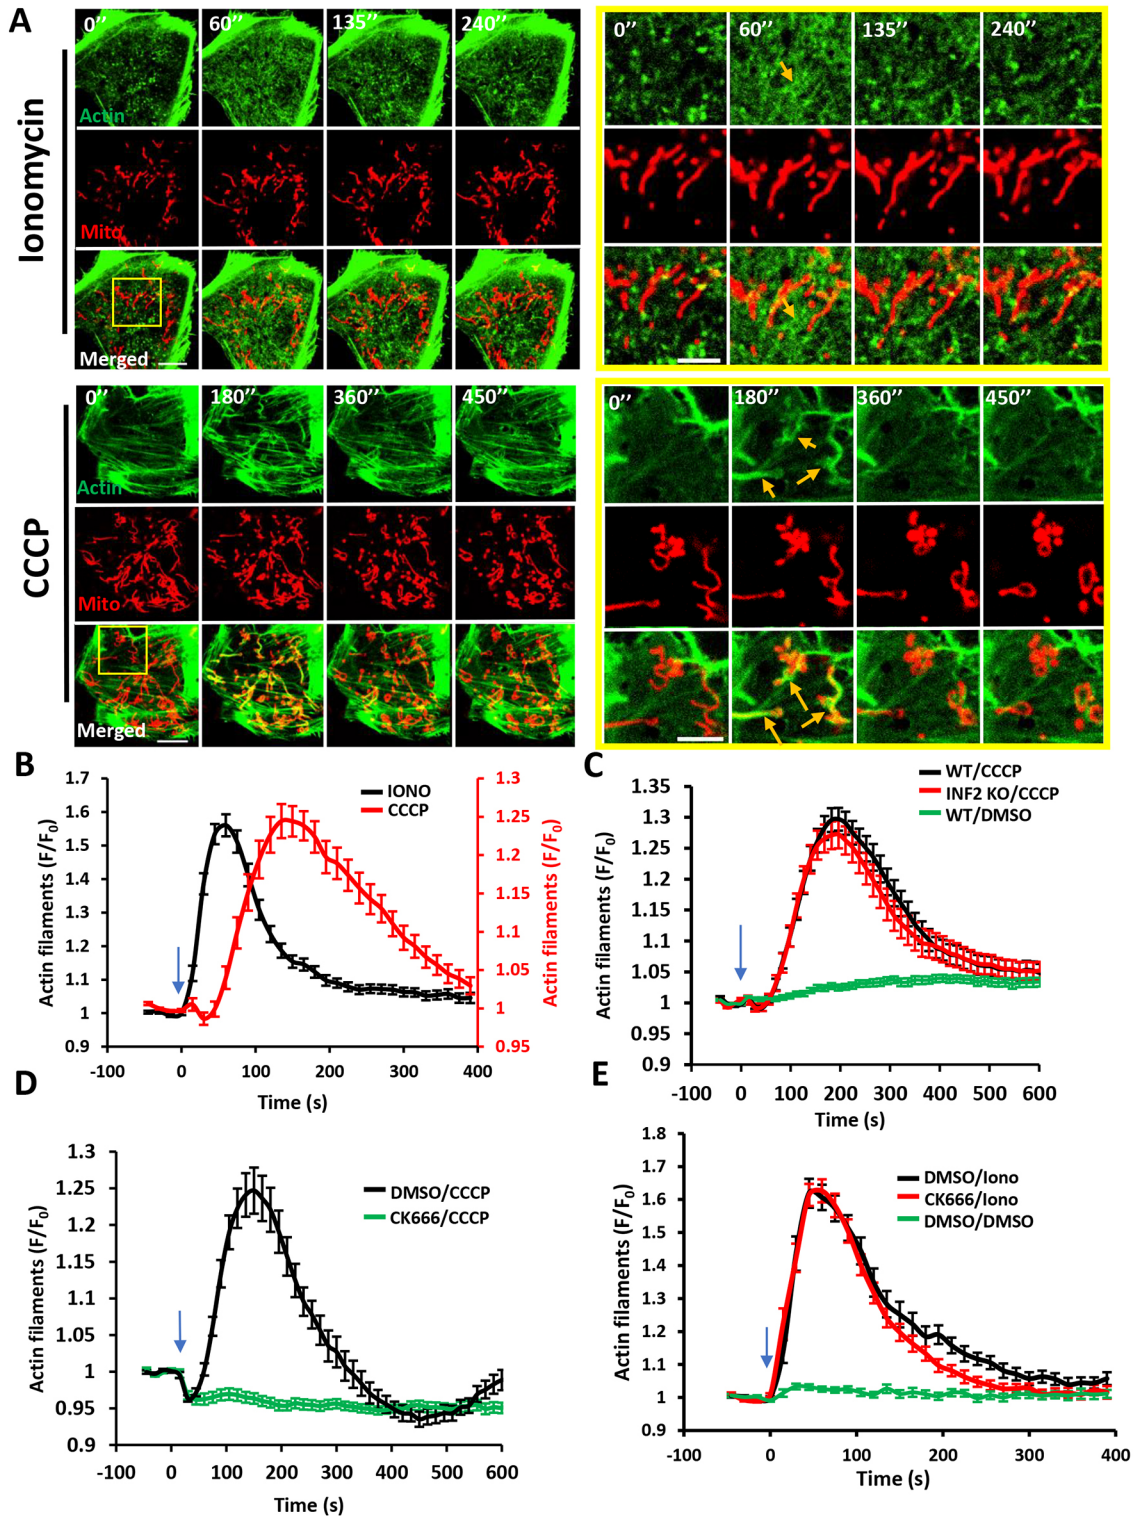 A
Ionomycin
0’’ 60’’ 135’’ 240’’
Actin
Mito
Merged
0’’ 60’’ 135’’ 240’’
CCCP
0’’ 180’’ 360’’ 450’’
Actin
Mito
Merged
0’’ 180’’ 360’’ 450’’
B
IONO
CCCP
Actin filaments (F/F0)
1.7
1.6
1.5
1.4
1.3
1.2
1.1
1
0.9
1.3
1.25
1.2
1.15
1.1
1.05
1
0.95
Actin filaments (F/F0)
-100 0 100 200 300 400
Time (s)
C
WT/CCCP
INF2 KO/CCCP
WT/DMSO
Actin filaments (F/F0)
1.35
1.3
1.25
1.2
1.15
1.1
1.05
1
0.95
0.9
-100 0 100 200 300 400 500 600
Time (s)
D
DMSO/CCCP
CK666/CCCP
Actin filaments (F/F0)
1.3
1.25
1.2
1.15
1.1
1.05
1
0.95
0.9
-100 0 100 200 300 400 500 600
Time (s)
E
DMSO/Iono
CK666/Iono
DMSO/DMSO
Actin filaments (F/F0)
1.8
1.7
1.6
1.5
1.4
1.3
1.2
1.1
1
0.9
-100 0 100 200 300 400
Time (s)